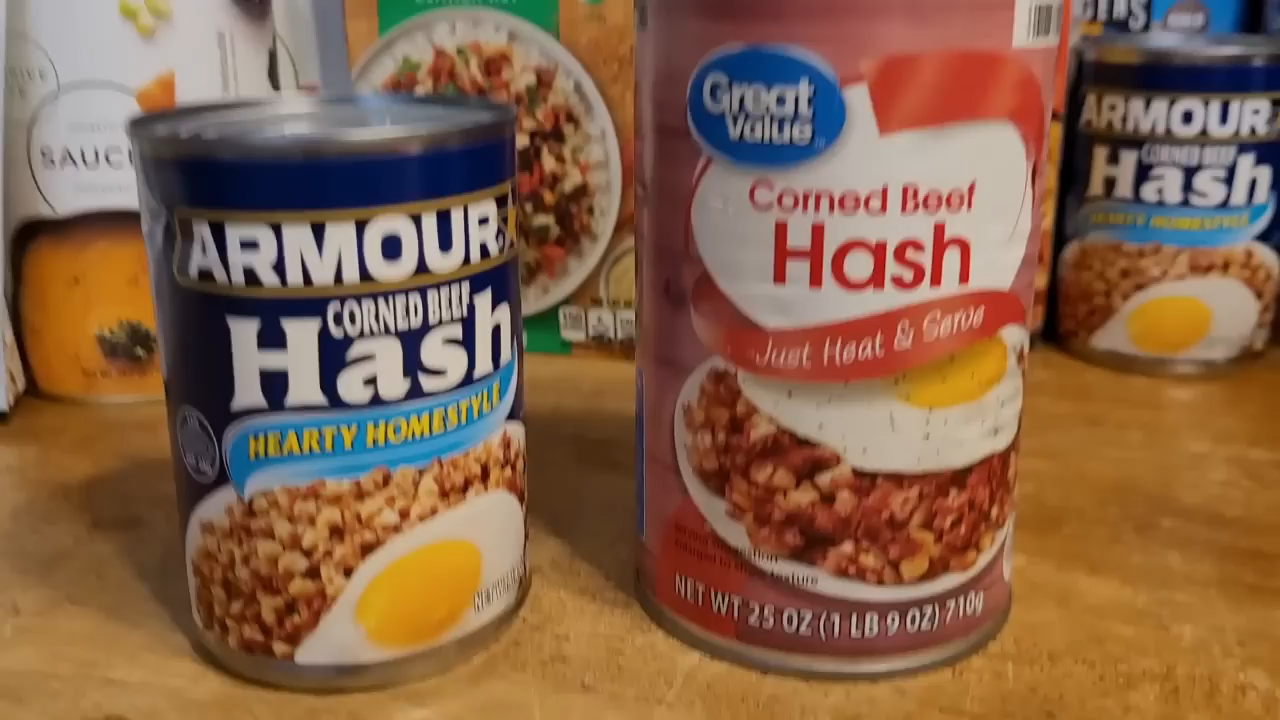 SAUC
ARMOUR
CORNED BEEF
Hash
HEARTY HOMESTYLE
Great
Value
Corned Beef
Hash
Just Heat & Serve
NET WT 25 OZ (1 LB 9 OZ) 710g
ARMOUR
CORNED BEEF
Hash
HEARTY HOMESTYLE